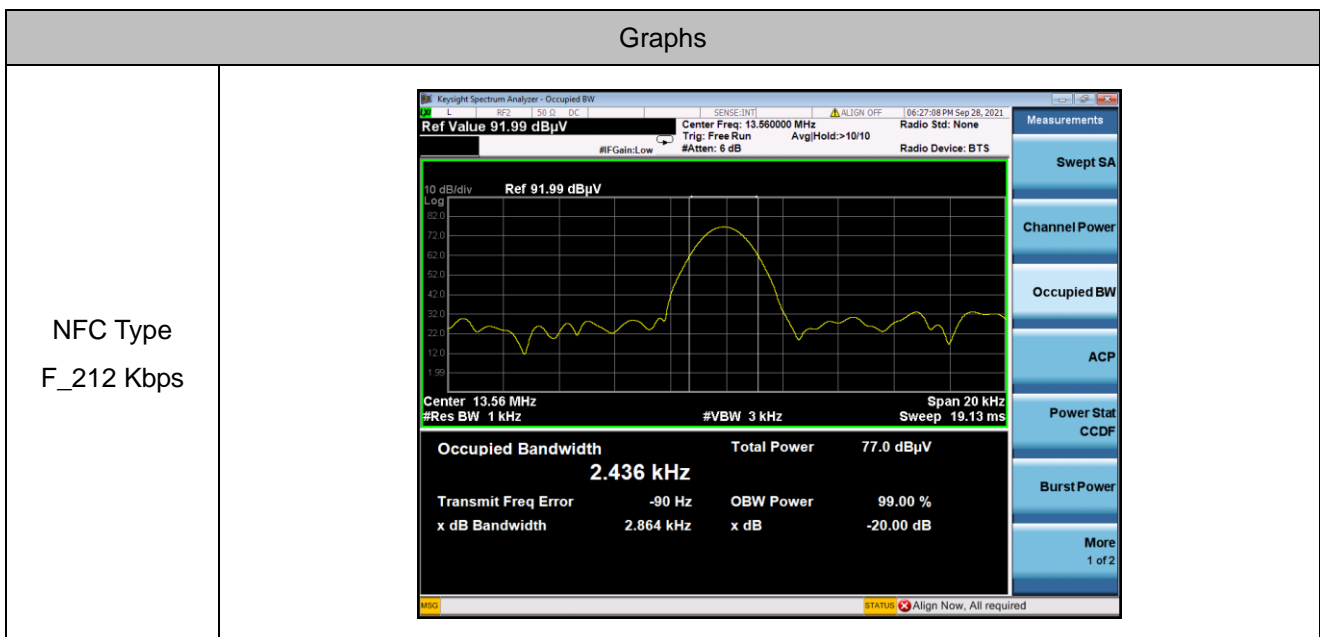 Graphs
NFC Type
F_212 Kbps
Keysight Spectrum Analyzer - Occupied BW
L RF2 50 Ω DC SENSE:INT ALIGN OFF 06:27:08 PM Sep 28, 2021
Ref Value 91.99 dBµV Center Freq: 13.560000 MHz Radio Std: None
Trig: Free Run Avg|Hold:>10/10
#IFGain:Low #Atten: 6 dB Radio Device: BTS
10 dB/div Ref 91.99 dBµV
Log
82.0
72.0
62.0
52.0
42.0
32.0
22.0
12.0
1.99
Center 13.56 MHz Span 20 kHz
#Res BW 1 kHz #VBW 3 kHz Sweep 19.13 ms
Occupied Bandwidth Total Power 77.0 dBµV
2.436 kHz
Transmit Freq Error -90 Hz OBW Power 99.00 %
x dB Bandwidth 2.864 kHz x dB -20.00 dB
Measurements
Swept SA
Channel Power
Occupied BW
ACP
Power Stat
CCDF
Burst Power
More
1 of 2
MSG STATUS Align Now, All required